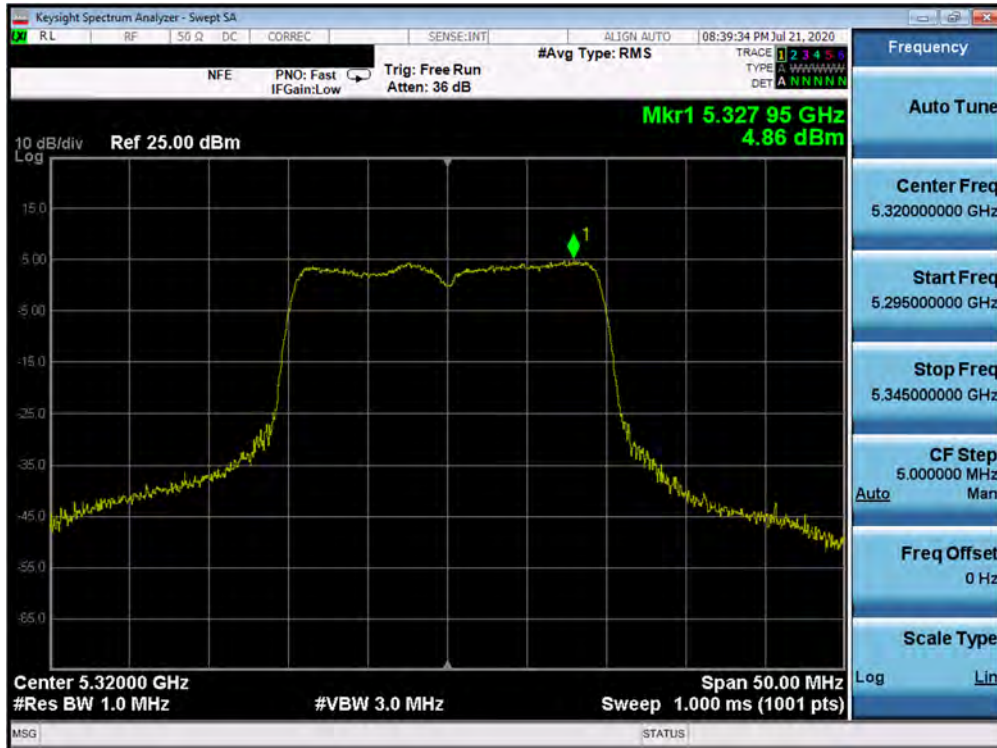 Keysight Spectrum Analyzer - Swept SA
LXI RL RF 50 Ω DC CORREC SENSE:INT ALIGN AUTO 08:39:34 PM Jul 21, 2020
NFE PNO: Fast Trig: Free Run #Avg Type: RMS TRACE 1 2 3 4 5 6
IFGain:Low Atten: 36 dB TYPE A WWWWW
DET A N N N N N
Mkr1 5.327 95 GHz
4.86 dBm
10 dB/div Ref 25.00 dBm
Log
1
15.0
5.00
-5.00
-15.0
-25.0
-35.0
-45.0
-55.0
-65.0
Center 5.32000 GHz Span 50.00 MHz
#Res BW 1.0 MHz #VBW 3.0 MHz Sweep 1.000 ms (1001 pts)
MSG STATUS
Frequency
Auto Tune
Center Freq
5.320000000 GHz
Start Freq
5.295000000 GHz
Stop Freq
5.345000000 GHz
CF Step
5.000000 MHz
Auto Man
Freq Offset
0 Hz
Scale Type
Log Lin